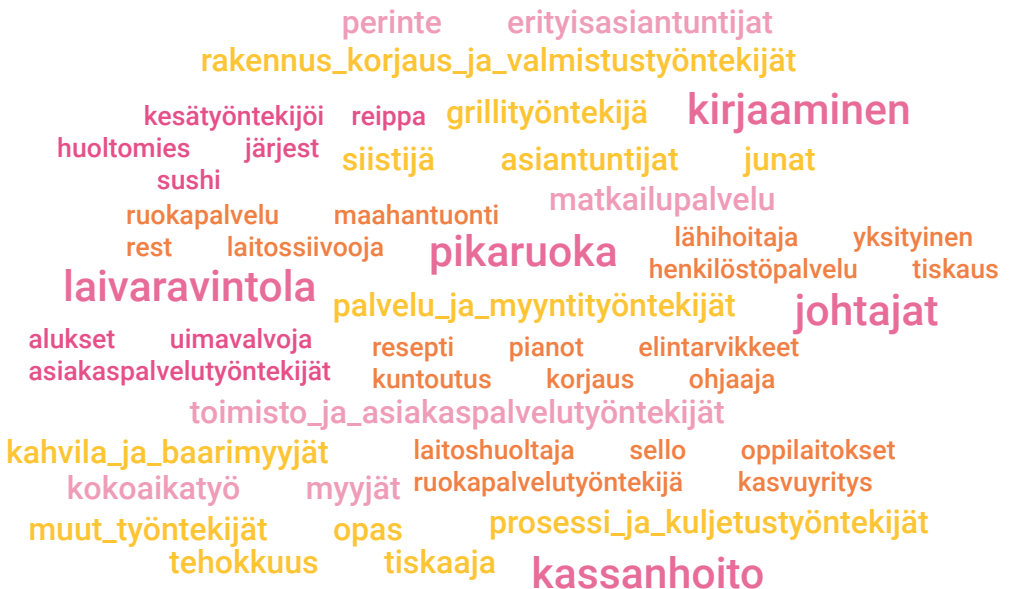 perinte erityisasiantuntijat
rakennus_korjaus_ja_valmistustyöntekijät
kesätyöntekijöi reippa grillityöntekijä kirjaaminen
huoltomies järjest siistijä asiantuntijat junat
sushi
matkailupalvelu
ruokapalvelu maahantuonti
rest laitossiivooja pikaruoka lähihoitaja yksityinen
henkilöstöpalvelu tiskaus
laivaravintola palvelu_ja_myyntityöntekijät johtajat
alukset uimavalvoja resepti pianot elintarvikkeet
asiakaspalvelutyöntekijät kuntoutus korjaus ohjaaja
toimisto_ja_asiakaspalvelutyöntekijät
kahvila_ja_baarimyyjät laitoshuoltaja sello oppilaitokset
kokoaikatyö myyjät ruokapalvelutyöntekijä kasvuyritys
muut_työntekijät opas prosessi_ja_kuljetustyöntekijät
tehokkuus tiskaaja kassanhoito